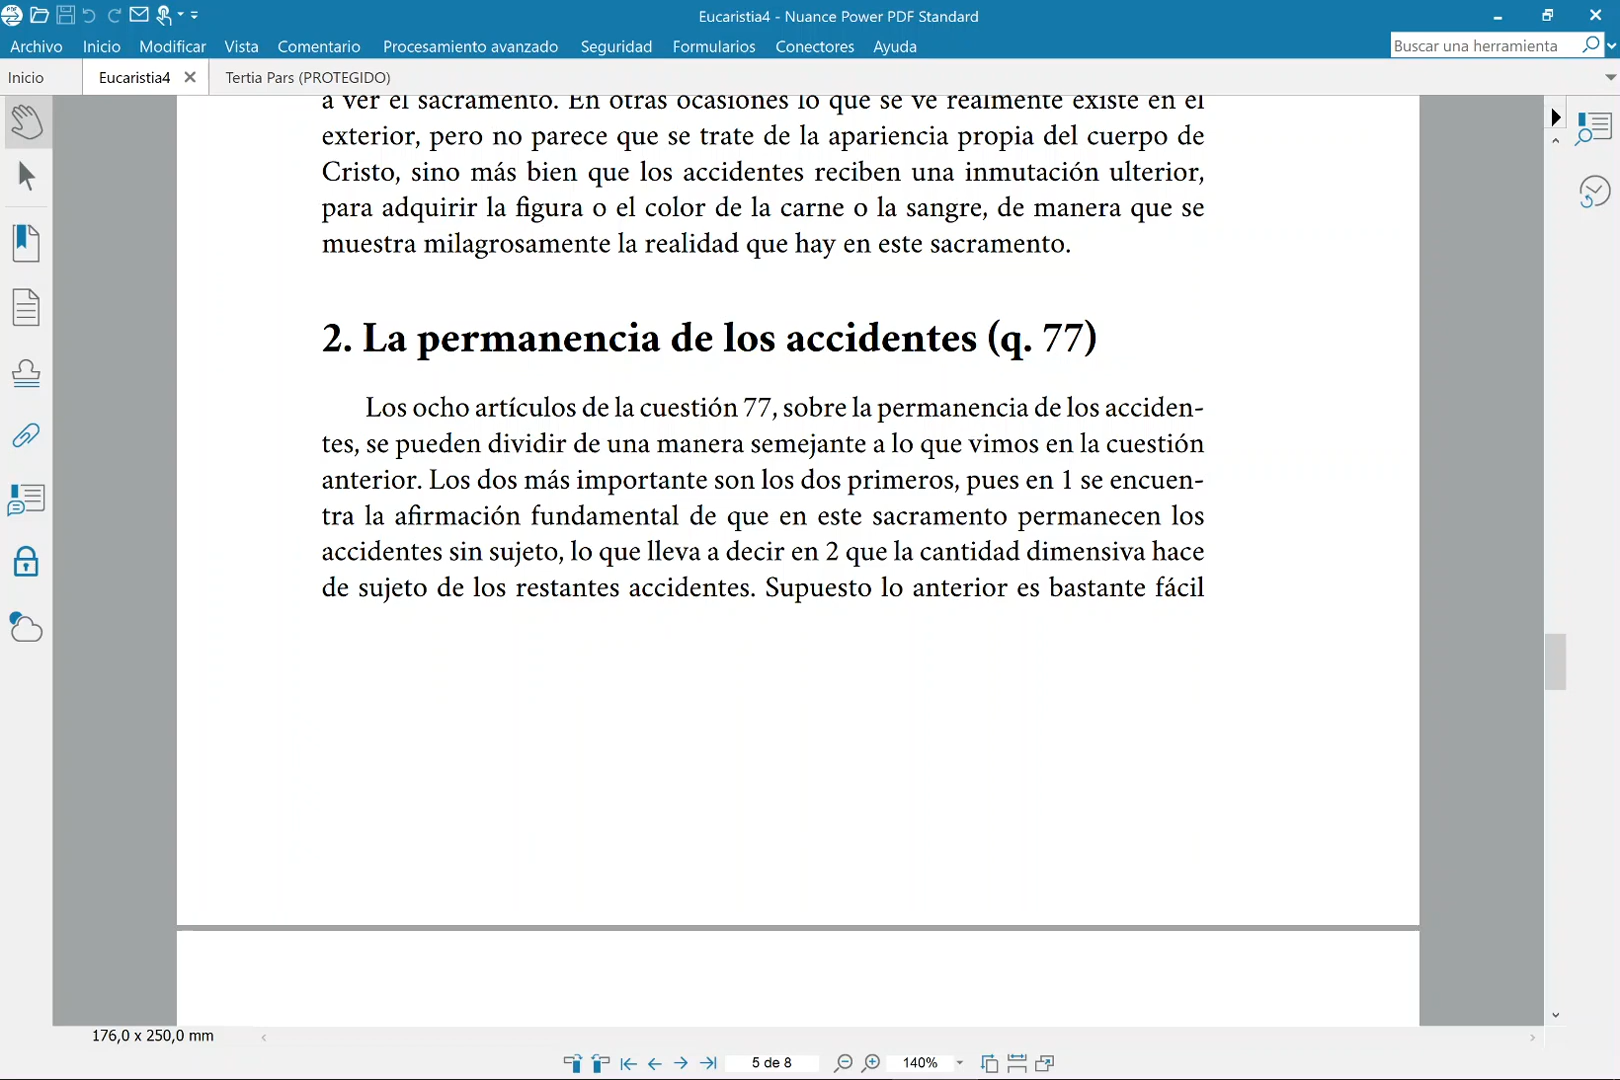 Eucaristia4 - Nuance Power PDF Standard
Archivo Inicio Modificar Vista Comentario Procesamiento avanzado Seguridad Formularios Conectores Ayuda Buscar una herramienta
Inicio Eucaristia4 Tertia Pars (PROTEGIDO)
a ver el sacramento. En otras ocasiones lo que se ve realmente existe en el
exterior, pero no parece que se trate de la apariencia propia del cuerpo de
Cristo, sino más bien que los accidentes reciben una inmutación ulterior,
para adquirir la figura o el color de la carne o la sangre, de manera que se
muestra milagrosamente la realidad que hay en este sacramento.
2. La permanencia de los accidentes (q. 77)
Los ocho artículos de la cuestión 77, sobre la permanencia de los acciden-
tes, se pueden dividir de una manera semejante a lo que vimos en la cuestión
anterior. Los dos más importante son los dos primeros, pues en 1 se encuen-
tra la afirmación fundamental de que en este sacramento permanecen los
accidentes sin sujeto, lo que lleva a decir en 2 que la cantidad dimensiva hace
de sujeto de los restantes accidentes. Supuesto lo anterior es bastante fácil
176,0 x 250,0 mm
5 de 8 140%